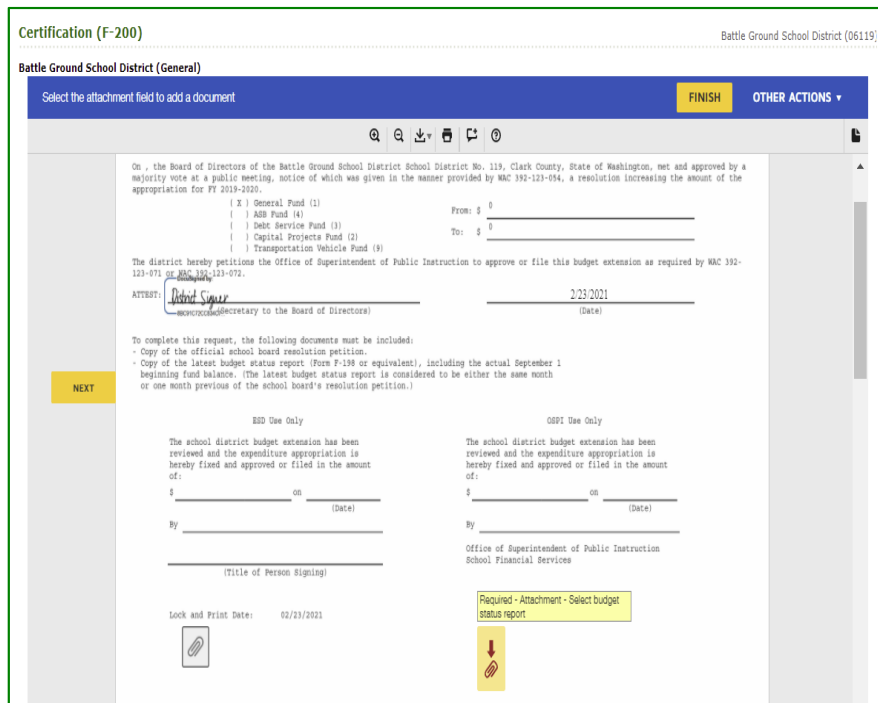 Certification (F-200)
Battle Ground School District (06119)
Battle Ground School District (General)
Select the attachment field to add a document
FINISH
OTHER ACTIONS
On , the Board of Directors of the Battle Ground School District School District No. 119, Clark County, State of Washington, met and approved by a
majority vote at a public meeting, notice of which was given in the manner provided by WAC 392-123-054, a resolution increasing the amount of the
appropriation for FY 2019-2020.
( X ) General Fund (1)
( ) ASB Fund (4)
( ) Debt Service Fund (3)
( ) Capital Projects Fund (2)
( ) Transportation Vehicle Fund (9)
From: $ 0
To: $ 0
The district hereby petitions the Office of Superintendent of Public Instruction to approve or file this budget extension as required by WAC 392-
123-071 or WAC 392-123-072.
DocuSigned by:
ATTEST: District Signer
2/23/2021
(Secretary to the Board of Directors)
(Date)
To complete this request, the following documents must be included:
- Copy of the official school board resolution petition.
- Copy of the latest budget status report (Form F-198 or equivalent), including the actual September 1
beginning fund balance. (The latest budget status report is considered to be either the same month
or one month previous of the school board's resolution petition.)
NEXT
ESD Use Only
The school district budget extension has been
reviewed and the expenditure appropriation is
hereby fixed and approved or filed in the amount
of:
$ on
(Date)
By
(Title of Person Signing)
Lock and Print Date: 02/23/2021
OSPI Use Only
The school district budget extension has been
reviewed and the expenditure appropriation is
hereby fixed and approved or filed in the amount
of:
$ on
(Date)
By
Office of Superintendent of Public Instruction
School Financial Services
Required - Attachment - Select budget
status report